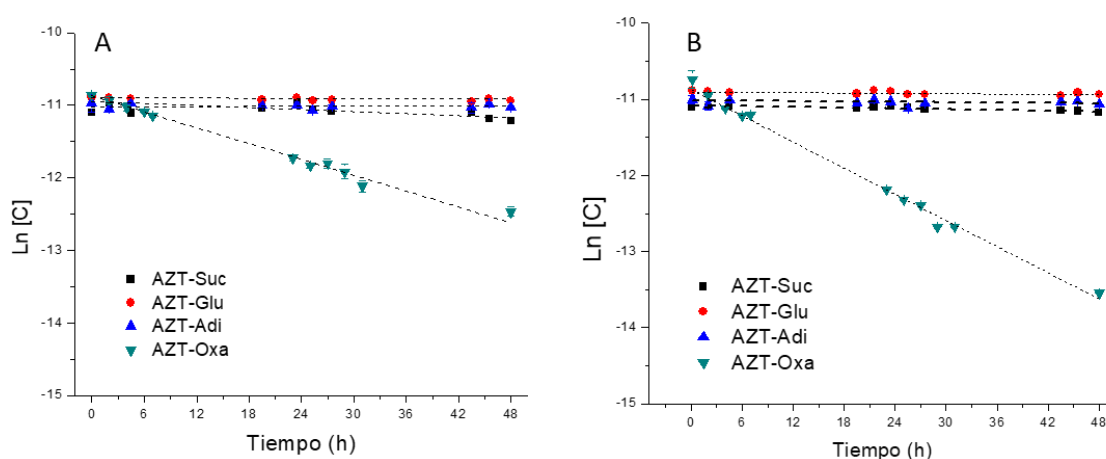 A
-10
-11
-12
-13
-14
-15
Ln [C]
AZT-Suc
AZT-Glu
AZT-Adi
AZT-Oxa
0 6 12 18 24 30 36 42 48
Tiempo (h)
B
-10
-11
-12
-13
-14
-15
Ln [C]
AZT-Suc
AZT-Glu
AZT-Adi
AZT-Oxa
0 6 12 18 24 30 36 42 48
Tiempo (h)